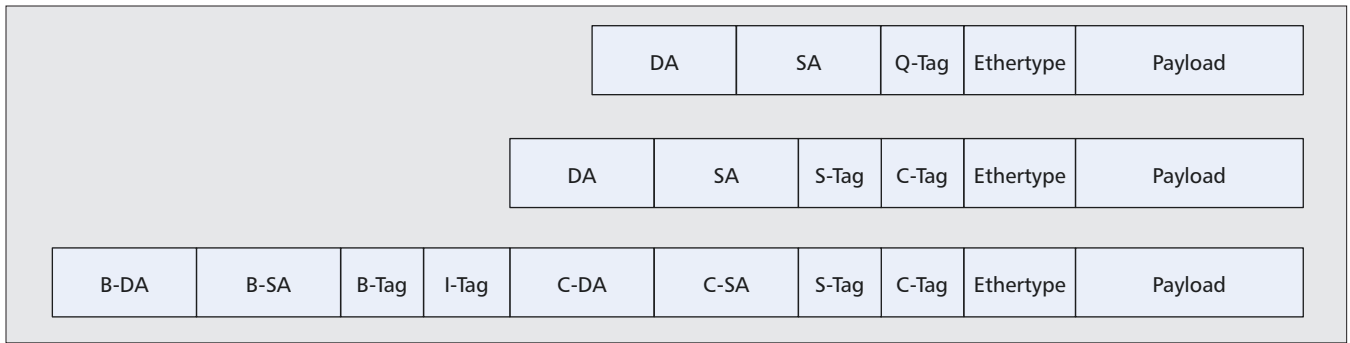 DA SA Q-Tag Ethertype Payload
DA SA S-Tag C-Tag Ethertype Payload
B-DA B-SA B-Tag I-Tag C-DA C-SA S-Tag C-Tag Ethertype Payload